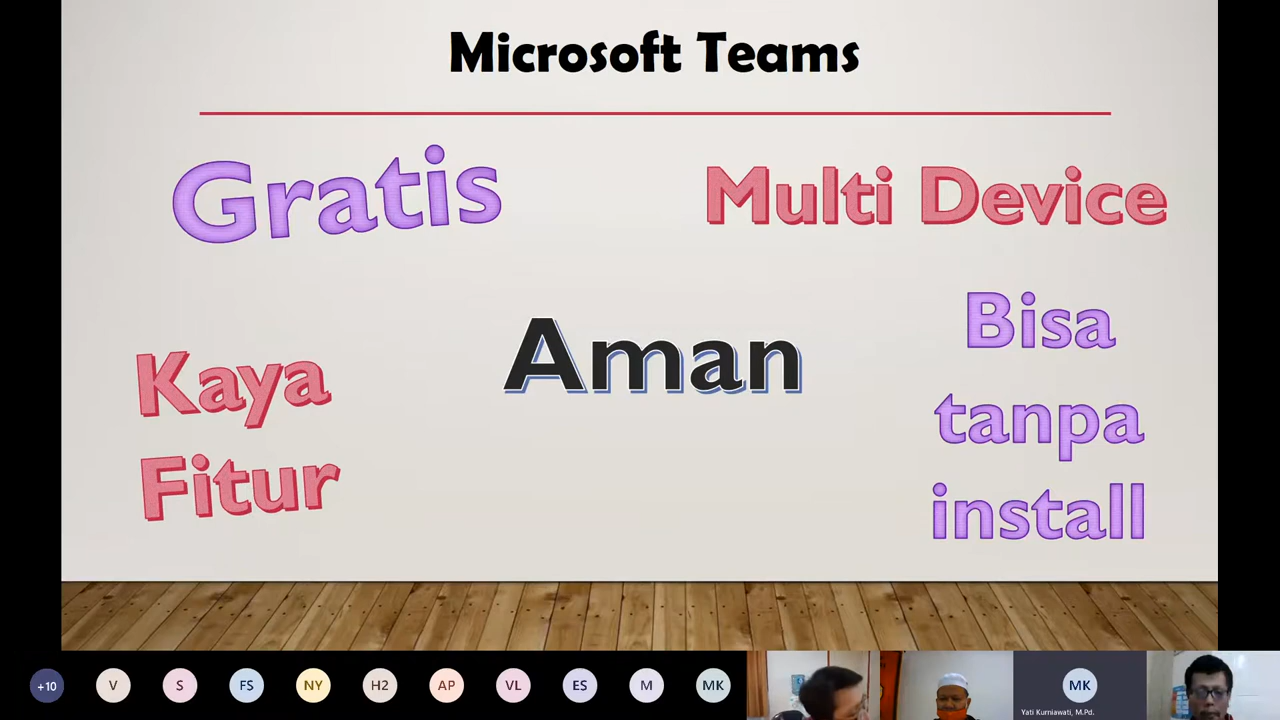 Microsoft Teams
Gratis
Multi Device
Kaya
Fitur
Aman
Bisa
tanpa
install
+10
V
S
FS
NY
H2
AP
VL
ES
M
MK
MK
Yati Kurniawati, M.Pd.